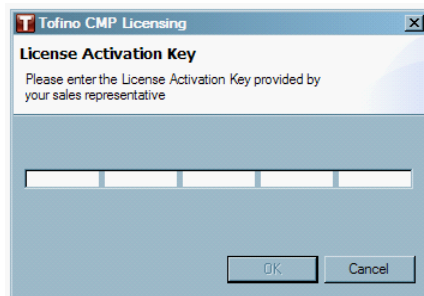 Tofino CMP Licensing
License Activation Key
Please enter the License Activation Key provided by
your sales representative
OK Cancel